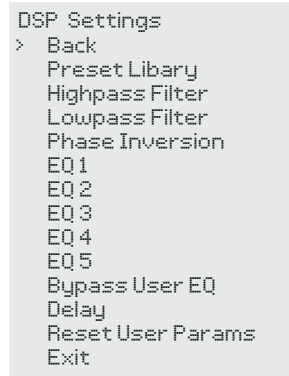 DSP Settings
> Back
Preset Libary
Highpass Filter
Lowpass Filter
Phase Inversion
EQ 1
EQ 2
EQ 3
EQ 4
EQ 5
Bypass User EQ
Delay
Reset User Params
Exit